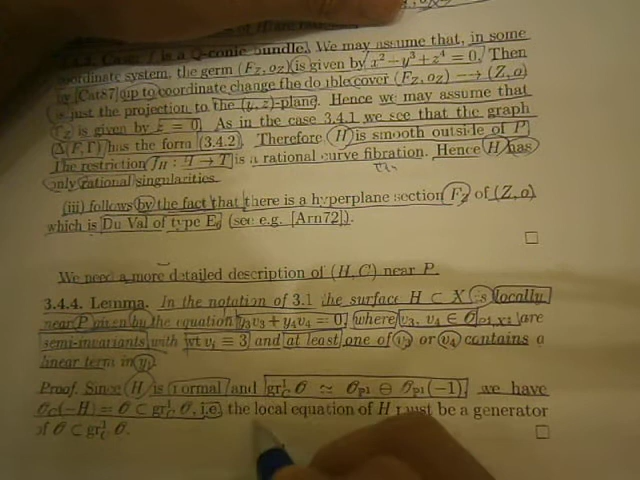 is a ℚ-conic bundle. We may assume that, in some
coordinate system, the germ (F_Z, o_Z) is given by x² − y³ + z⁴ = 0. Then
by [Cat87] up to coordinate change the double cover (F_Z, o_Z) ⟶ (Z, o)
is just the projection to the (y, z)-plane. Hence we may assume that
Γ_Z is given by z = 0. As in the case 3.4.1 we see that the graph
Δ(F, Γ) has the form (3.4.2). Therefore H is smooth outside of P.
The restriction f_H : H → T is a rational curve fibration. Hence H has
only rational singularities.
(iii) follows by the fact that there is a hyperplane section F_Z of (Z, o)
which is Du Val of type E₆ (see e.g. [Arn72]).
□
We need a more detailed description of (H, C) near P.
3.4.4. Lemma. In the notation of 3.1 the surface H ⊂ X is locally
near P given by the equation y₃v₃ + y₄v₄ = 0, where v₃, v₄ ∈ 𝒪 are
semi-invariants with wt v_i ≡ 3 and at least one of v₃ or v₄ contains a
linear term in y₁.
Proof. Since H is normal and gr¹_C 𝒪 ≃ 𝒪_ℙ¹ ⊕ 𝒪_ℙ¹(−1), we have
𝒪_C(−H) = 𝒪 ⊂ gr¹_C 𝒪, i.e. the local equation of H must be a generator
of 𝒪 ⊂ gr¹_C 𝒪.
□